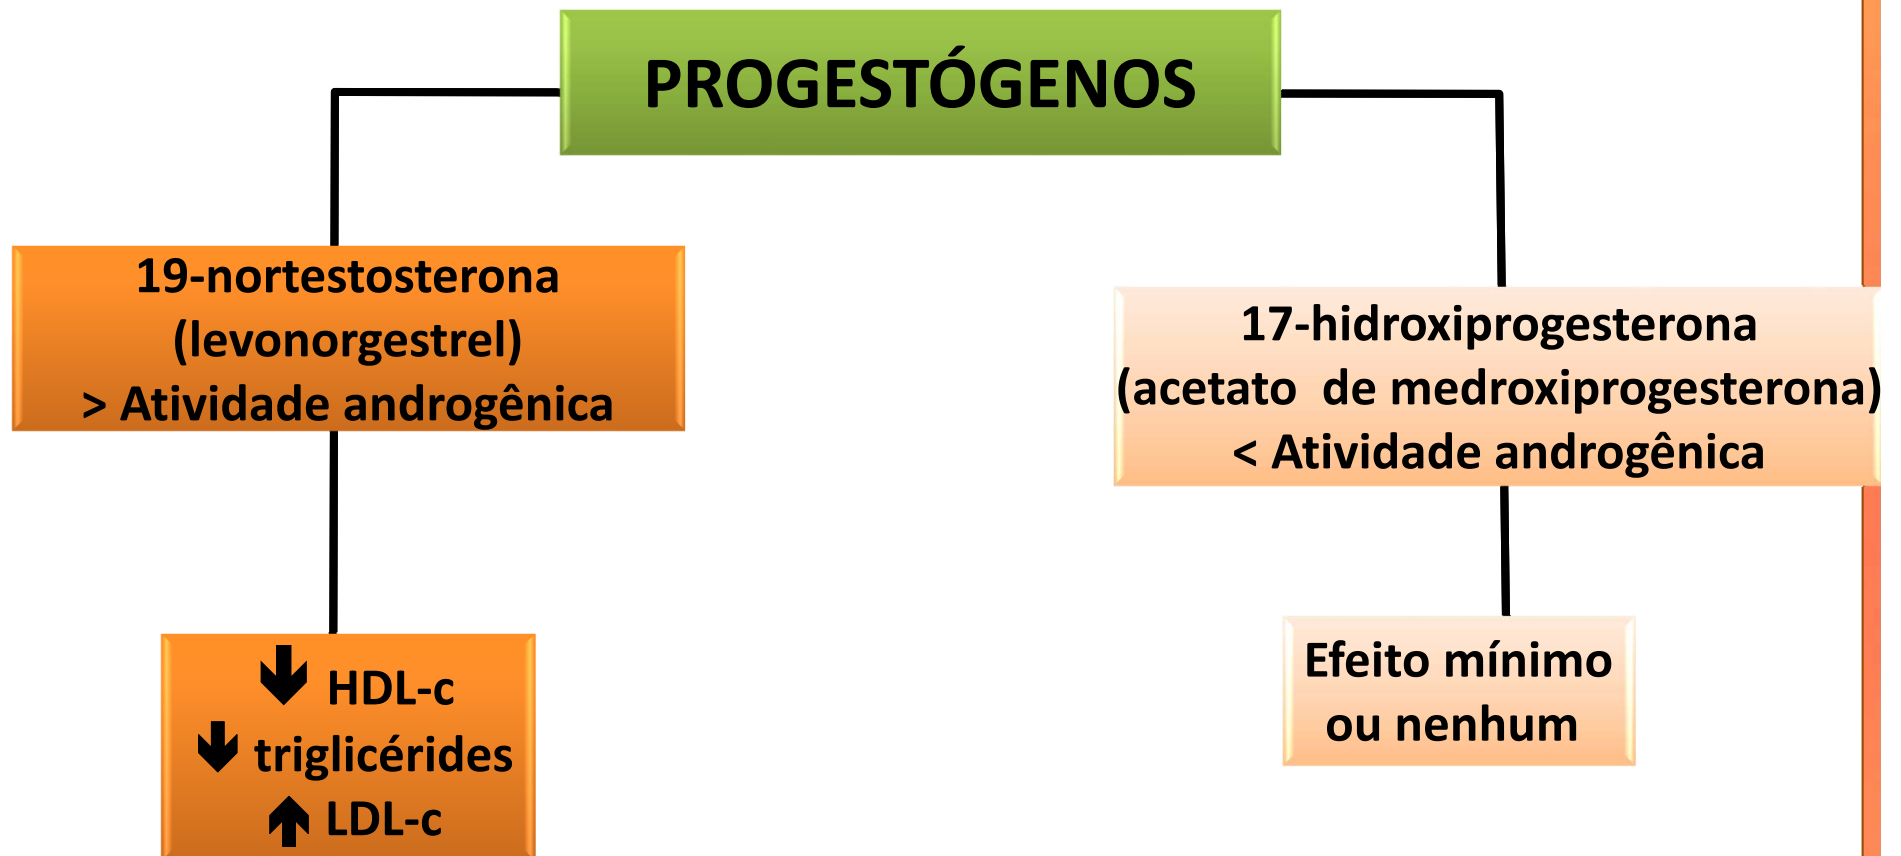 PROGESTÓGENOS
19-nortestosterona
(levonorgestrel)
> Atividade androgênica
17-hidroxiprogesterona
(acetato de medroxiprogesterona)
< Atividade androgênica
🡻 HDL-c
🡻 triglicérides
🡹 LDL-c
Efeito mínimo
ou nenhum